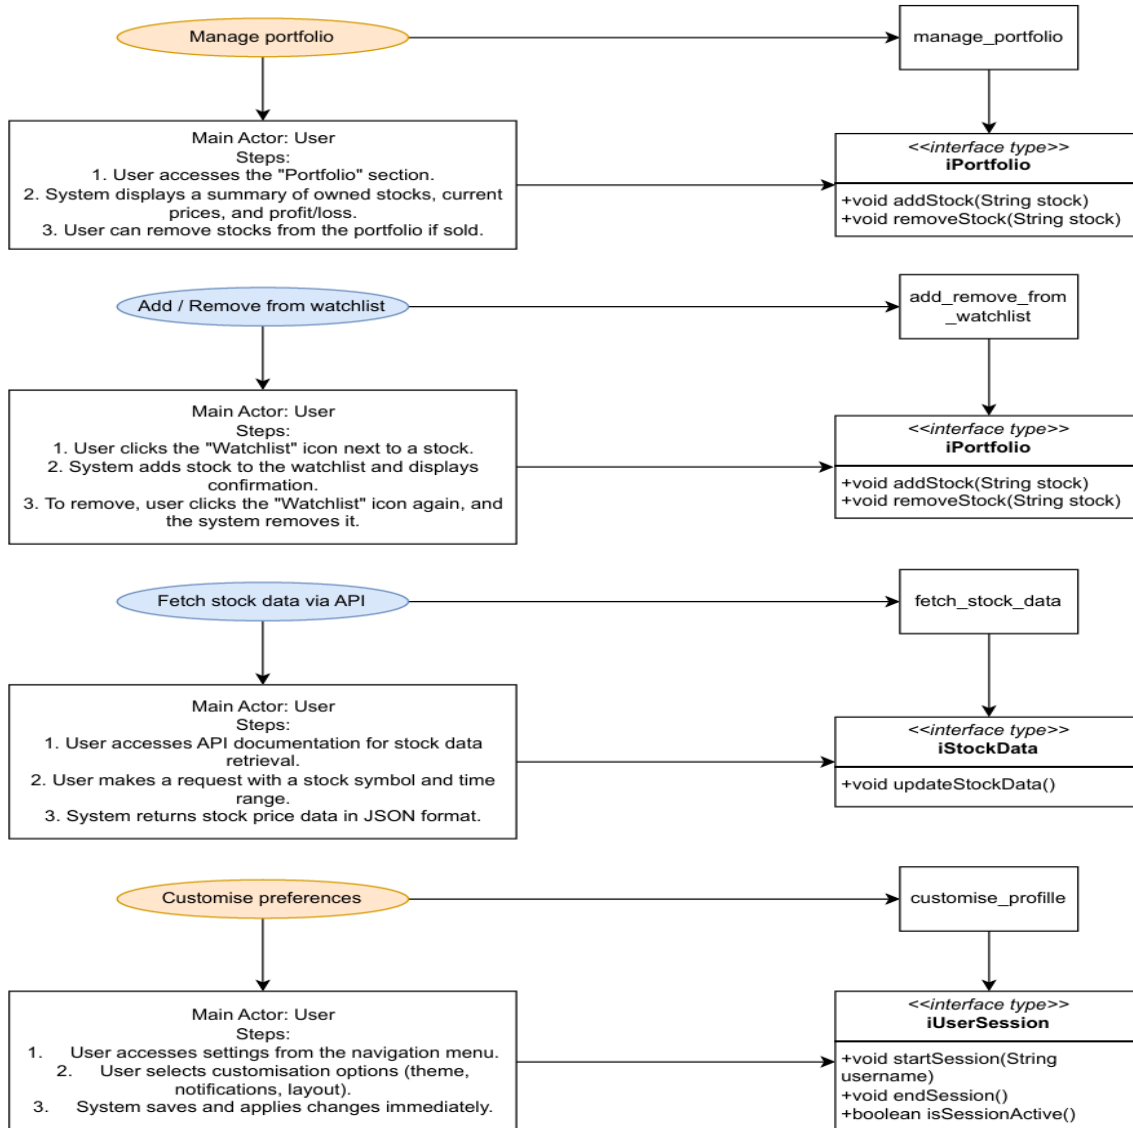 Manage portfolio
manage_portfolio
Main Actor: User
Steps:
1. User accesses the "Portfolio" section.
2. System displays a summary of owned stocks, current
prices, and profit/loss.
3. User can remove stocks from the portfolio if sold.
<<interface type>>
iPortfolio
+void addStock(String stock)
+void removeStock(String stock)
Add / Remove from watchlist
add_remove_from
_watchlist
Main Actor: User
Steps:
1. User clicks the "Watchlist" icon next to a stock.
2. System adds stock to the watchlist and displays
confirmation.
3. To remove, user clicks the "Watchlist" icon again, and
the system removes it.
<<interface type>>
iPortfolio
+void addStock(String stock)
+void removeStock(String stock)
Fetch stock data via API
fetch_stock_data
Main Actor: User
Steps:
1. User accesses API documentation for stock data
retrieval.
2. User makes a request with a stock symbol and time
range.
3. System returns stock price data in JSON format.
<<interface type>>
iStockData
+void updateStockData()
Customise preferences
customise_profille
Main Actor: User
Steps:
1. User accesses settings from the navigation menu.
2. User selects customisation options (theme,
notifications, layout).
3. System saves and applies changes immediately.
<<interface type>>
iUserSession
+void startSession(String
username)
+void endSession()
+boolean isSessionActive()